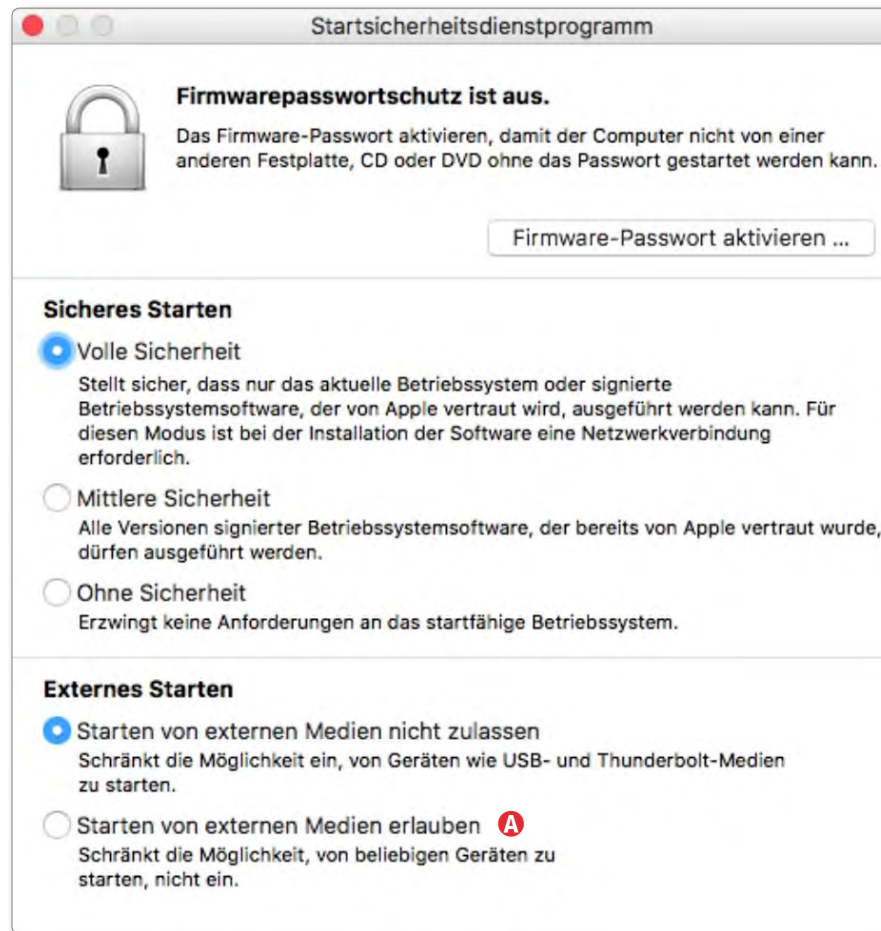 Startsicherheitsdienstprogramm
Firmwarepasswortschutz ist aus.
Das Firmware-Passwort aktivieren, damit der Computer nicht von einer
anderen Festplatte, CD oder DVD ohne das Passwort gestartet werden kann.
Firmware-Passwort aktivieren ...
Sicheres Starten
Volle Sicherheit
Stellt sicher, dass nur das aktuelle Betriebssystem oder signierte
Betriebssystemsoftware, der von Apple vertraut wird, ausgeführt werden kann. Für
diesen Modus ist bei der Installation der Software eine Netzwerkverbindung
erforderlich.
Mittlere Sicherheit
Alle Versionen signierter Betriebssystemsoftware, der bereits von Apple vertraut wurde,
dürfen ausgeführt werden.
Ohne Sicherheit
Erzwingt keine Anforderungen an das startfähige Betriebssystem.
Externes Starten
Starten von externen Medien nicht zulassen
Schränkt die Möglichkeit ein, von Geräten wie USB- und Thunderbolt-Medien
zu starten.
Starten von externen Medien erlauben A
Schränkt die Möglichkeit, von beliebigen Geräten zu
starten, nicht ein.